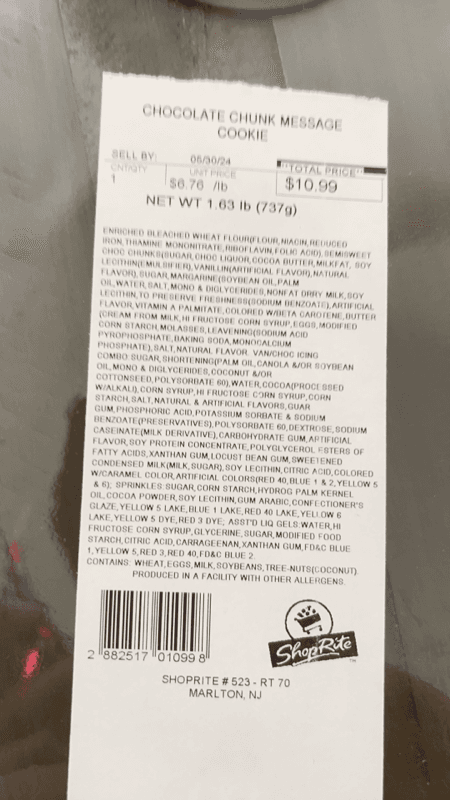 CHOCOLATE CHUNK MESSAGE
COOKIE
SELL BY: 05/30/24
CNT/QTY UNIT PRICE TOTAL PRICE
1 $6.76 /lb $10.99
NET WT 1.63 lb (737g)
ENRICHED BLEACHED WHEAT FLOUR(FLOUR, NIACIN, REDUCED
IRON, THIAMINE MONONITRATE, RIBOFLAVIN, FOLIC ACID), SEMISWEET
CHOC CHUNKS(SUGAR, CHOC LIQUOR, COCOA BUTTER, MILKFAT, SOY
LECITHIN(EMULSIFIER), VANILLIN(ARTIFICIAL FLAVOR), NATURAL
FLAVOR), SUGAR, MARGARINE(SOYBEAN OIL, PALM
OIL, WATER, SALT, MONO & DIGLYCERIDES, NONFAT DRRY MILK, SOY
LECITHIN, TO PRESERVE FRESHNESS(SODIUM BENZOATE), ARTIFICIAL
FLAVOR, VITAMIN A PALMITATE, COLORED W/BETA CAROTENE, BUTTER
(CREAM FROM MILK, HI FRUCTOSE CORN SYRUP, EGGS, MODIFIED
CORN STARCH, MOLASSES, LEAVENING(SODIUM ACID
PYROPHOSPHATE, BAKING SODA, MONOCALCIUM
PHOSPHATE), SALT, NATURAL FLAVOR. VAN/CHOC ICING
COMBO: SUGAR, SHORTENING(PALM OIL, CANOLA &/OR SOYBEAN
OIL, MONO & DIGLYCERIDES, COCONUT &/OR
COTTONSEED, POLYSORBATE 60), WATER, COCOA(PROCESSED
W/ALKALI), CORN SYRUP, HI FRUCTOSE CORN SYRUP, CORN
STARCH, SALT, NATURAL & ARTIFICIAL FLAVORS, GUAR
GUM, PHOSPHORIC ACID, POTASSIUM SORBATE & SODIUM
BENZOATE(PRESERVATIVES), POLYSORBATE 60, DEXTROSE, SODIUM
CASEINATE(MILK DERIVATIVE), CARBOHYDRATE GUM, ARTIFICIAL
FLAVOR, SOY PROTEIN CONCENTRATE, POLYGLYCEROL ESTERS OF
FATTY ACIDS, XANTHAN GUM, LOCUST BEAN GUM, SWEETENED
CONDENSED MILK(MILK, SUGAR), SOY LECITHIN, CITRIC ACID, COLORED
W/CARAMEL COLOR, ARTIFICIAL COLORS(RED 40, BLUE 1 & 2, YELLOW 5
& 6); SPRINKLES: SUGAR, CORN STARCH, HYDROG PALM KERNEL
OIL, COCOA POWDER, SOY LECITHIN, GUM ARABIC, CONFECTIONER'S
GLAZE, YELLOW 5 LAKE, BLUE 1 LAKE, RED 40 LAKE, YELLOW 6
LAKE, YELLOW 5 DYE, RED 3 DYE; ASST'D LIQ GELS: WATER, HI
FRUCTOSE CORN SYRUP, GLYCERINE, SUGAR, MODIFIED FOOD
STARCH, CITRIC ACID, CARRAGEENAN, XANTHAN GUM, FD&C BLUE
1, YELLOW 5, RED 3, RED 40, FD&C BLUE 2.
CONTAINS: WHEAT, EGGS, MILK, SOYBEANS, TREE-NUTS(COCONUT).
PRODUCED IN A FACILITY WITH OTHER ALLERGENS.
2 882517 010998
ShopRite
TM
SHOPRITE # 523 - RT 70
MARLTON, NJ